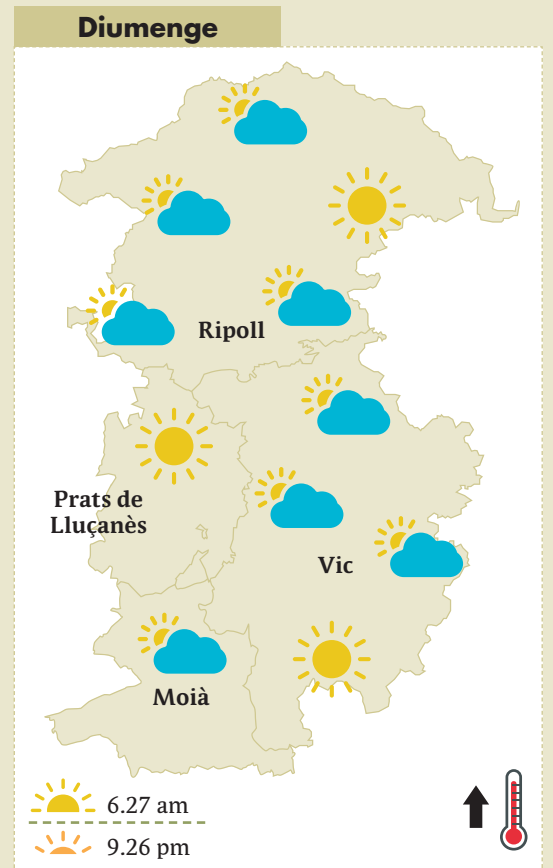 Diumenge
Ripoll
Prats de
Lluçanès
Vic
Moià
6.27 am
9.26 pm